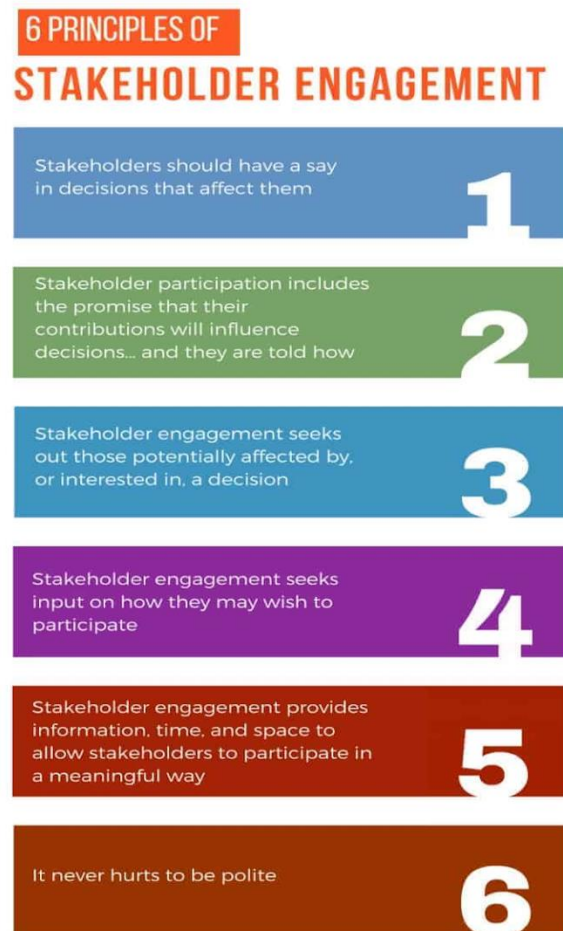 6 PRINCIPLES OF
STAKEHOLDER ENGAGEMENT
Stakeholders should have a say
in decisions that affect them
1
Stakeholder participation includes
the promise that their
contributions will influence
decisions... and they are told how
2
Stakeholder engagement seeks
out those potentially affected by,
or interested in, a decision
3
Stakeholder engagement seeks
input on how they may wish to
participate
4
Stakeholder engagement provides
information, time, and space to
allow stakeholders to participate in
a meaningful way
5
It never hurts to be polite
6